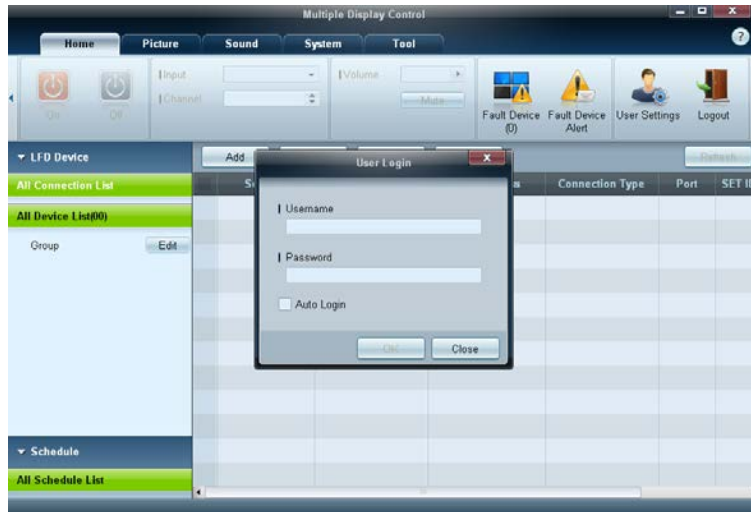 Multiple Display Control
Home Picture Sound System Tool
?
Input
Channel
Volume
Mute
On Off
Fault Device (0)
Fault Device Alert
User Settings
Logout
LFD Device
All Connection List
All Device List(00)
Group Edit
Add
Refresh
Connection Type Port SET I
User Login
Username
Password
Auto Login
OK Close
Schedule
All Schedule List